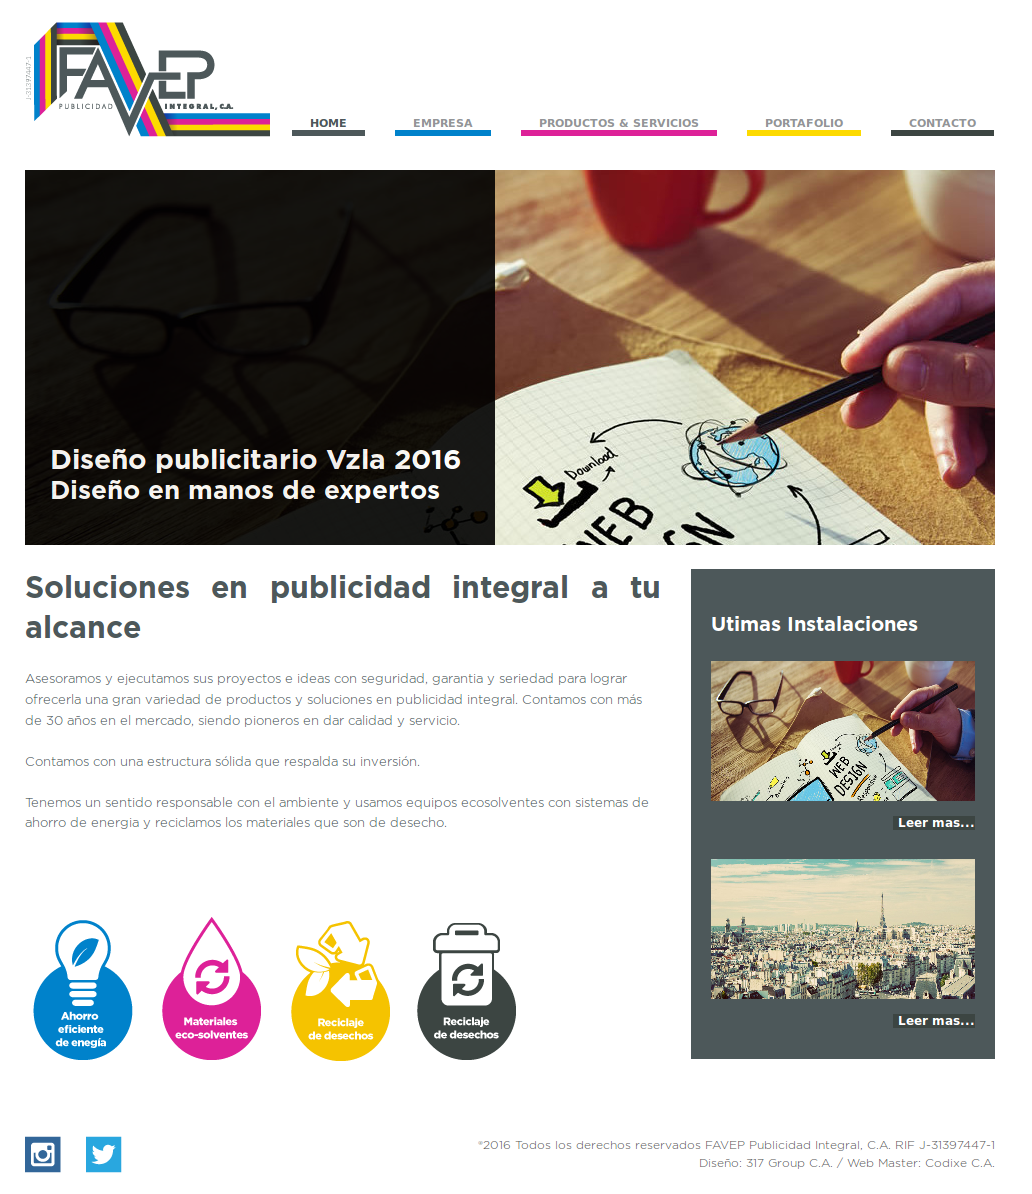 J-31397447-1
FAVEP
PUBLICIDAD INTEGRAL, C.A.
HOME
EMPRESA
PRODUCTOS & SERVICIOS
PORTAFOLIO
CONTACTO
Diseño publicitario Vzla 2016
Diseño en manos de expertos
Download
WEB
Soluciones en publicidad integral a tu
alcance
Asesoramos y ejecutamos sus proyectos e ideas con seguridad, garantia y seriedad para lograr
ofrecerla una gran variedad de productos y soluciones en publicidad integral. Contamos con más
de 30 años en el mercado, siendo pioneros en dar calidad y servicio.
Contamos con una estructura sólida que respalda su inversión.
Tenemos un sentido responsable con el ambiente y usamos equipos ecosolventes con sistemas de
ahorro de energia y reciclamos los materiales que son de desecho.
Ahorro
eficiente
de enegía
Materiales
eco-solventes
Reciclaje
de desechos
Reciclaje
de desechos
Utimas Instalaciones
WEB
DESIGN
Leer mas...
Leer mas...
®2016 Todos los derechos reservados FAVEP Publicidad Integral, C.A. RIF J-31397447-1
Diseño: 317 Group C.A. / Web Master: Codixe C.A.